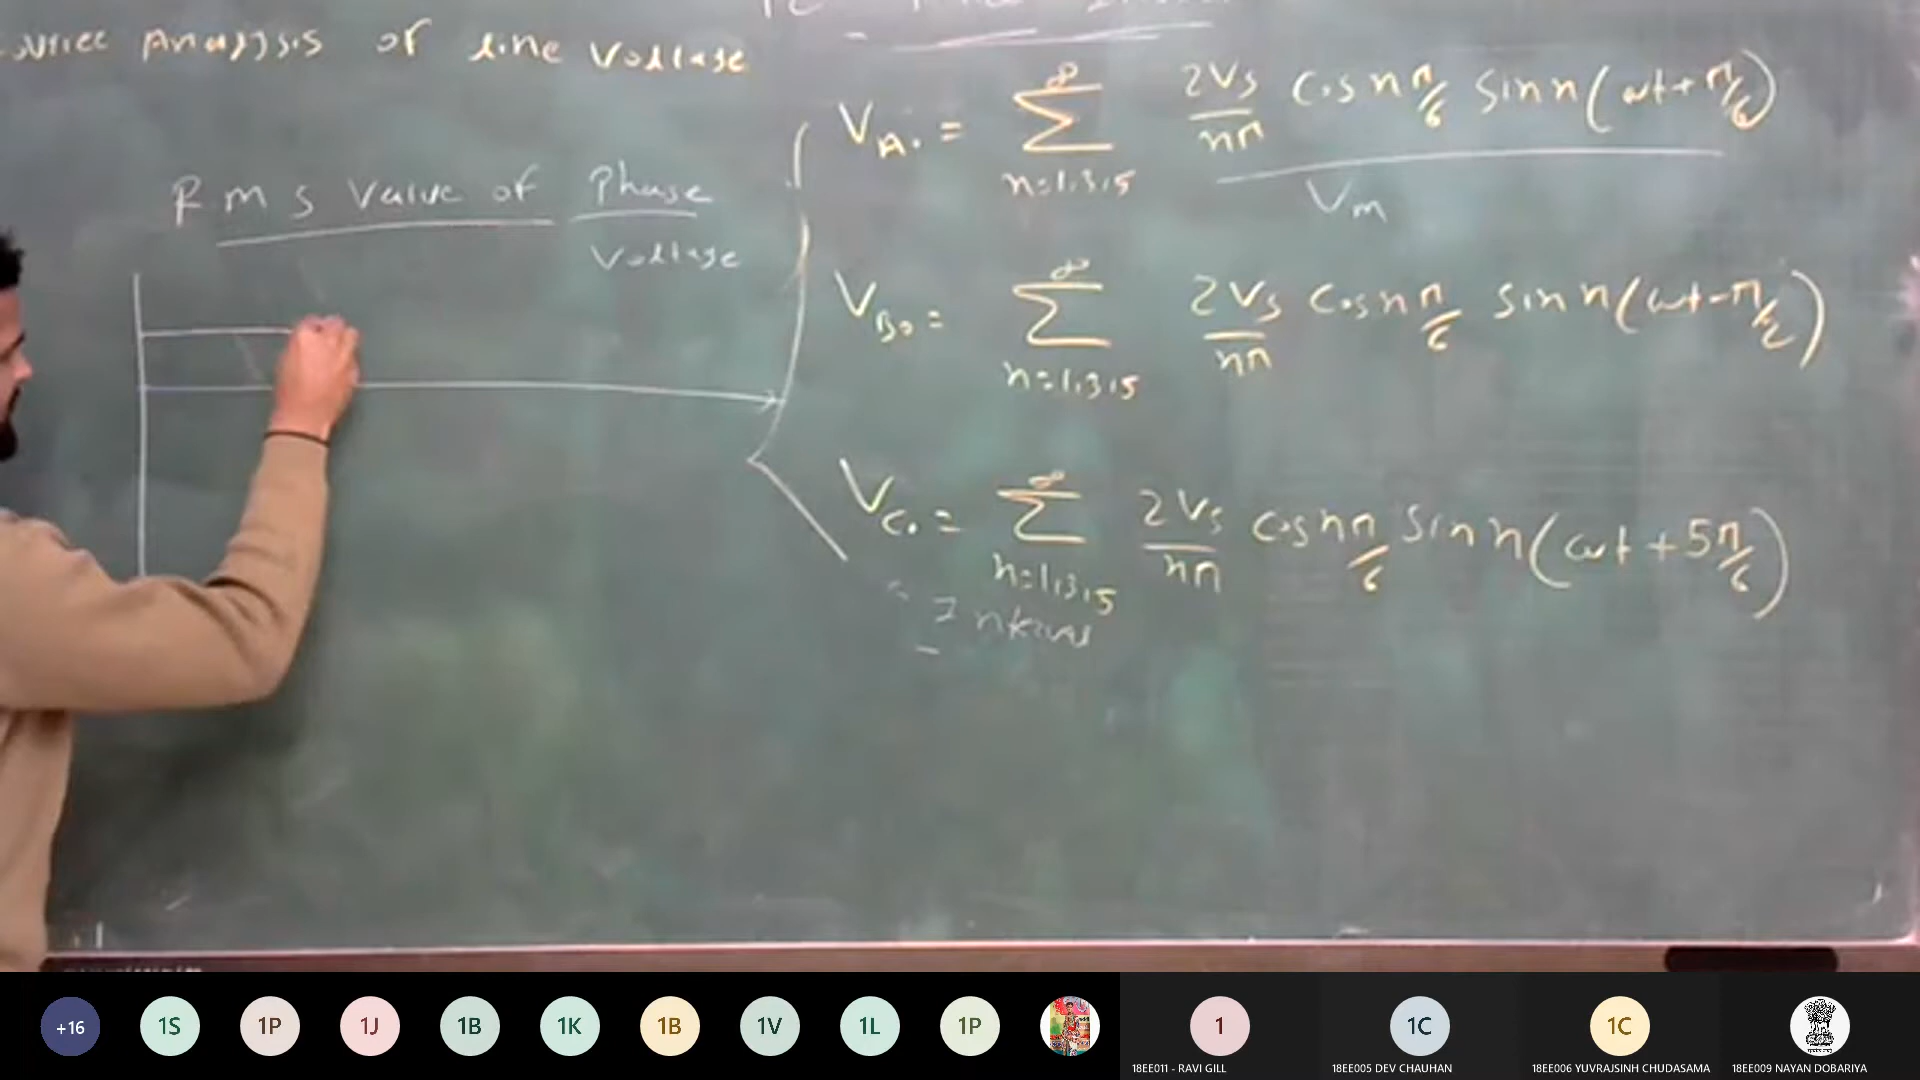 Analysis of line Voltage
Rms value of Phase
Voltage
V_A0 = ∞ Σ n=1,3,5 2Vs/nπ Cos nπ/6 Sin n(ωt+π/6)
Vm
V_B0 = ∞ Σ n=1,3,5 2Vs/nπ Cos nπ/6 Sin n(ωt-π/2)
V_C0 = ∞ Σ n=1,3,5 2Vs/nπ Cos nπ/6 Sin n(ωt+5π/6)
+16
1S
1P
1J
1B
1K
1B
1V
1L
1P
1
1C
1C
18EE011 - RAVI GILL
18EE005 DEV CHAUHAN
18EE006 YUVRAJSINH CHUDASAMA
18EE009 NAYAN DOBARIYA